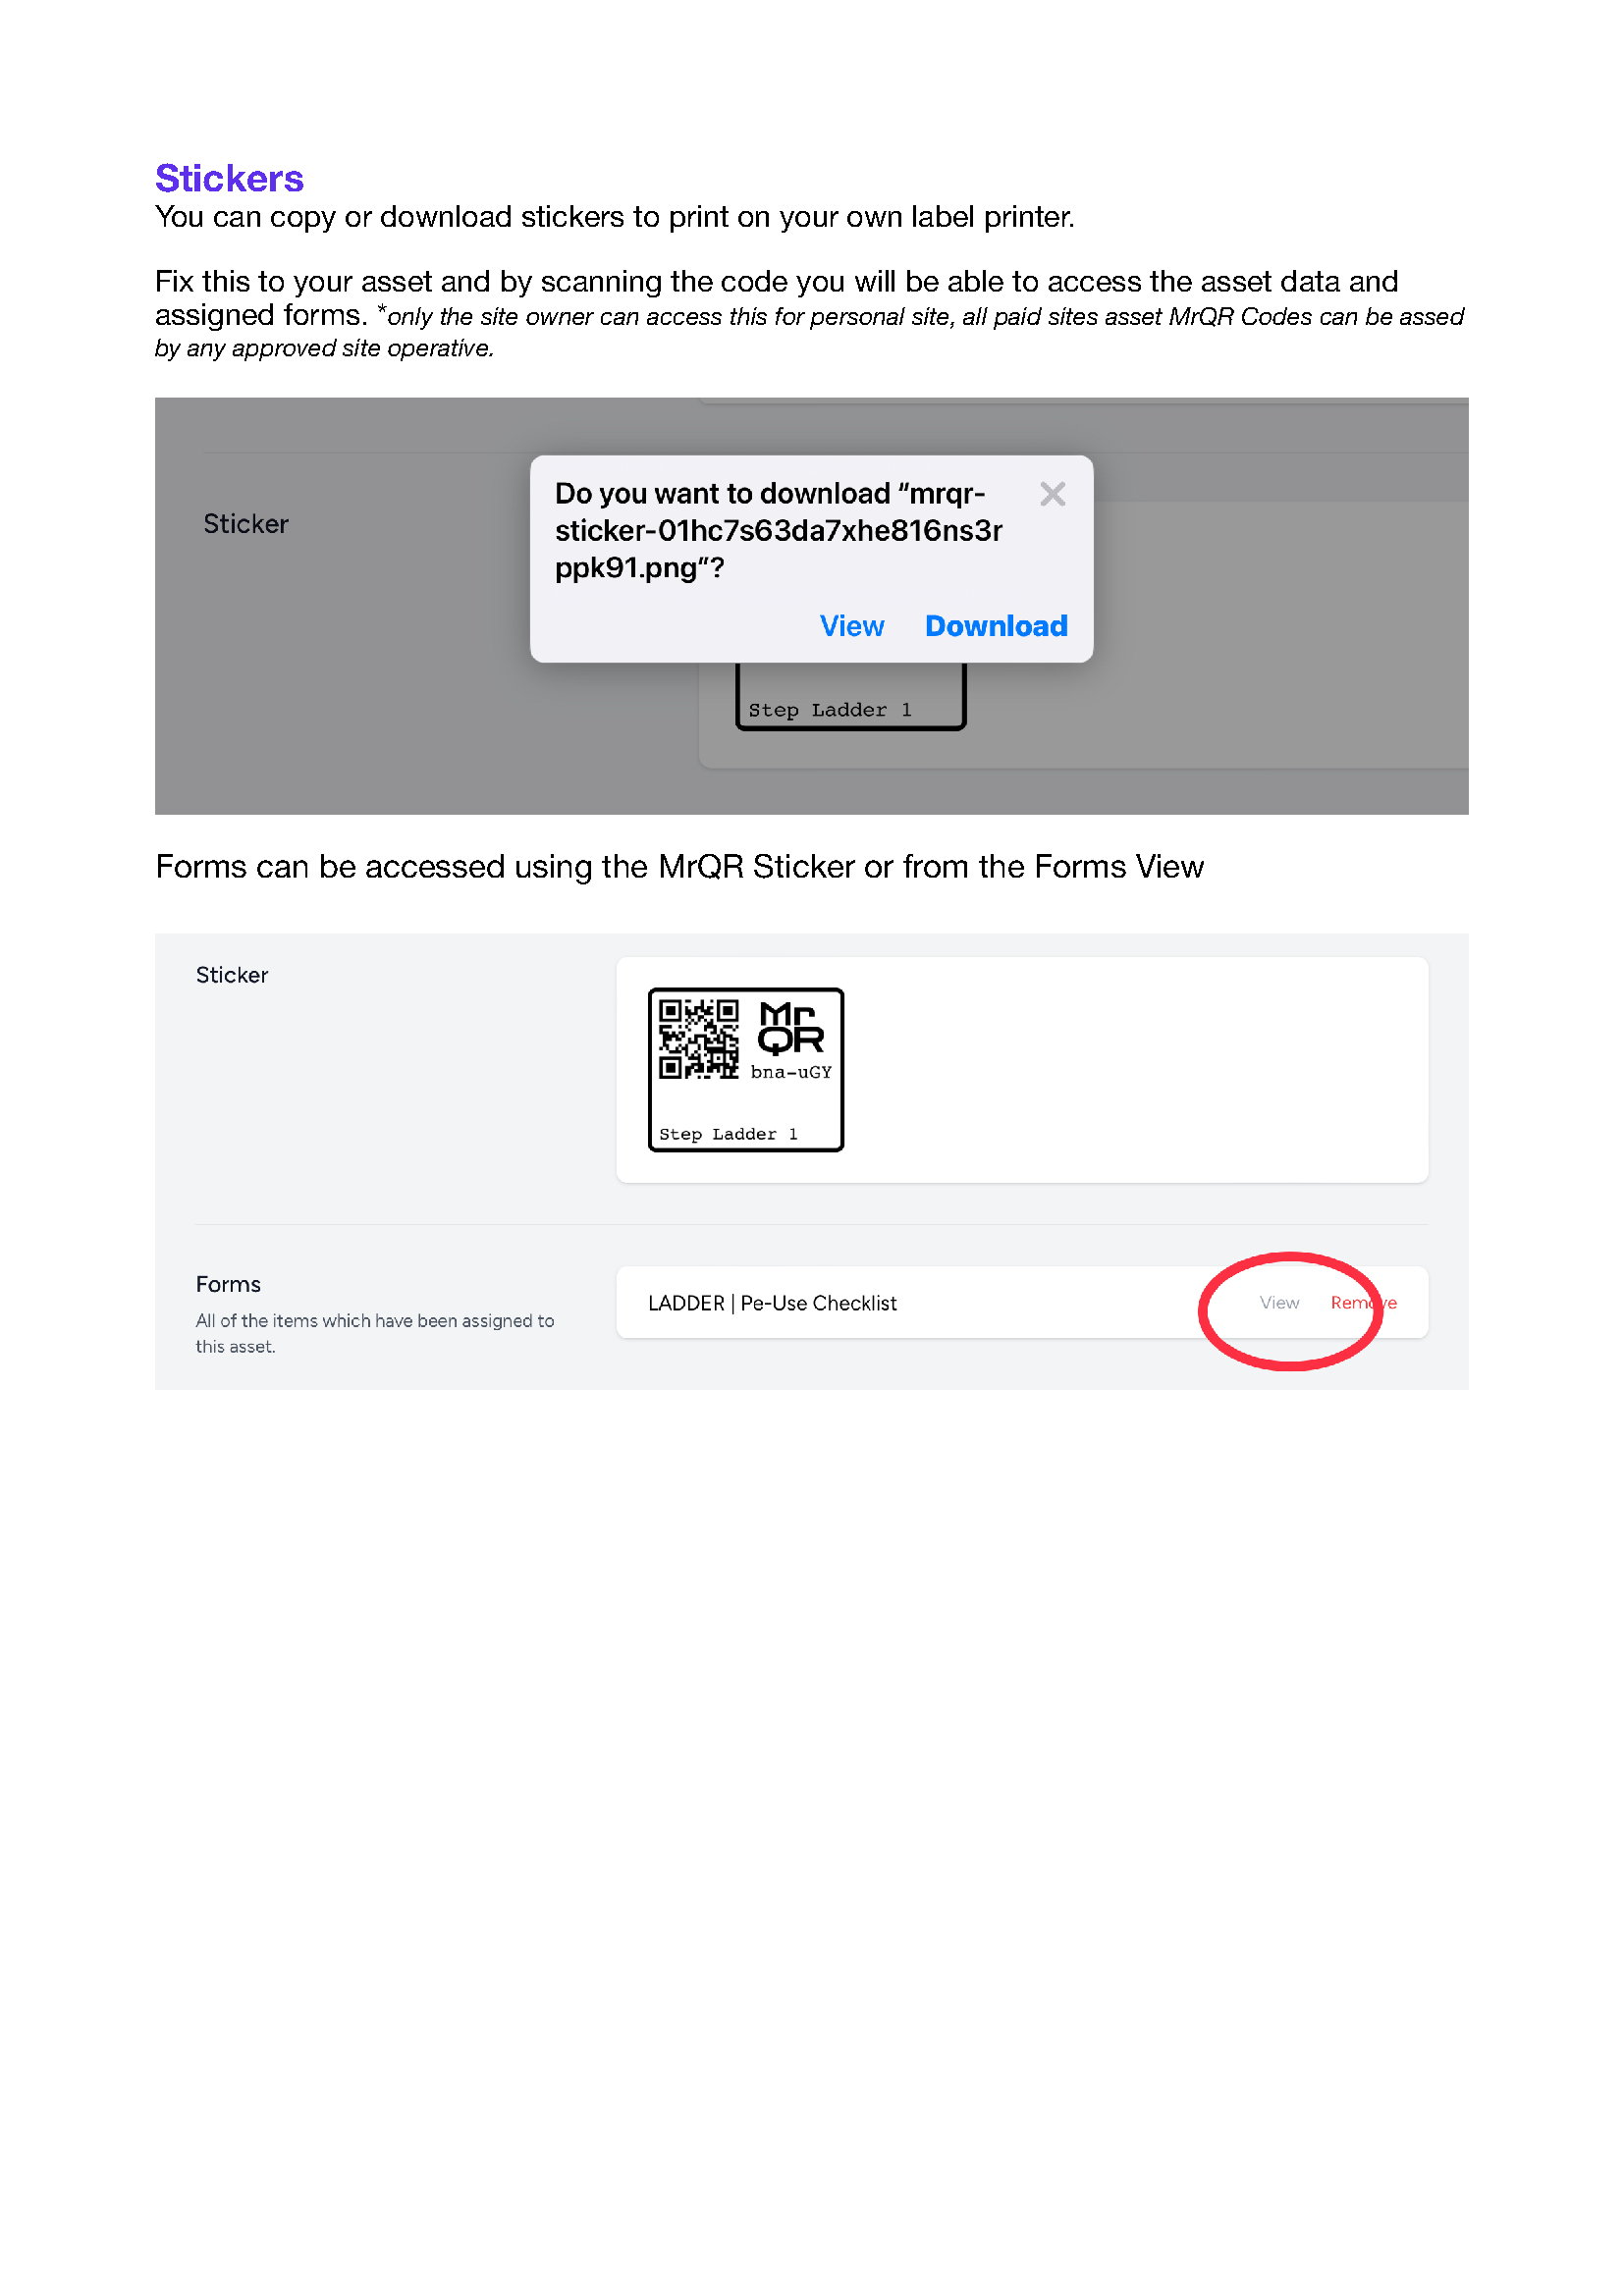 Stickers
You can copy or download stickers to print on your own label printer.
Fix this to your asset and by scanning the code you will be able to access the asset data and
assigned forms. *only the site owner can access this for personal site, all paid sites asset MrQR Codes can be assed
by any approved site operative.
Sticker
Do you want to download “mrqr-
sticker-01hc7s63da7xhe816ns3r
ppk91.png”?
View Download
Step Ladder 1
Forms can be accessed using the MrQR Sticker or from the Forms View
Sticker
Mr
QR
bna-uGY
Step Ladder 1
Forms
All of the items which have been assigned to
this asset.
LADDER | Pe-Use Checklist
View Remove